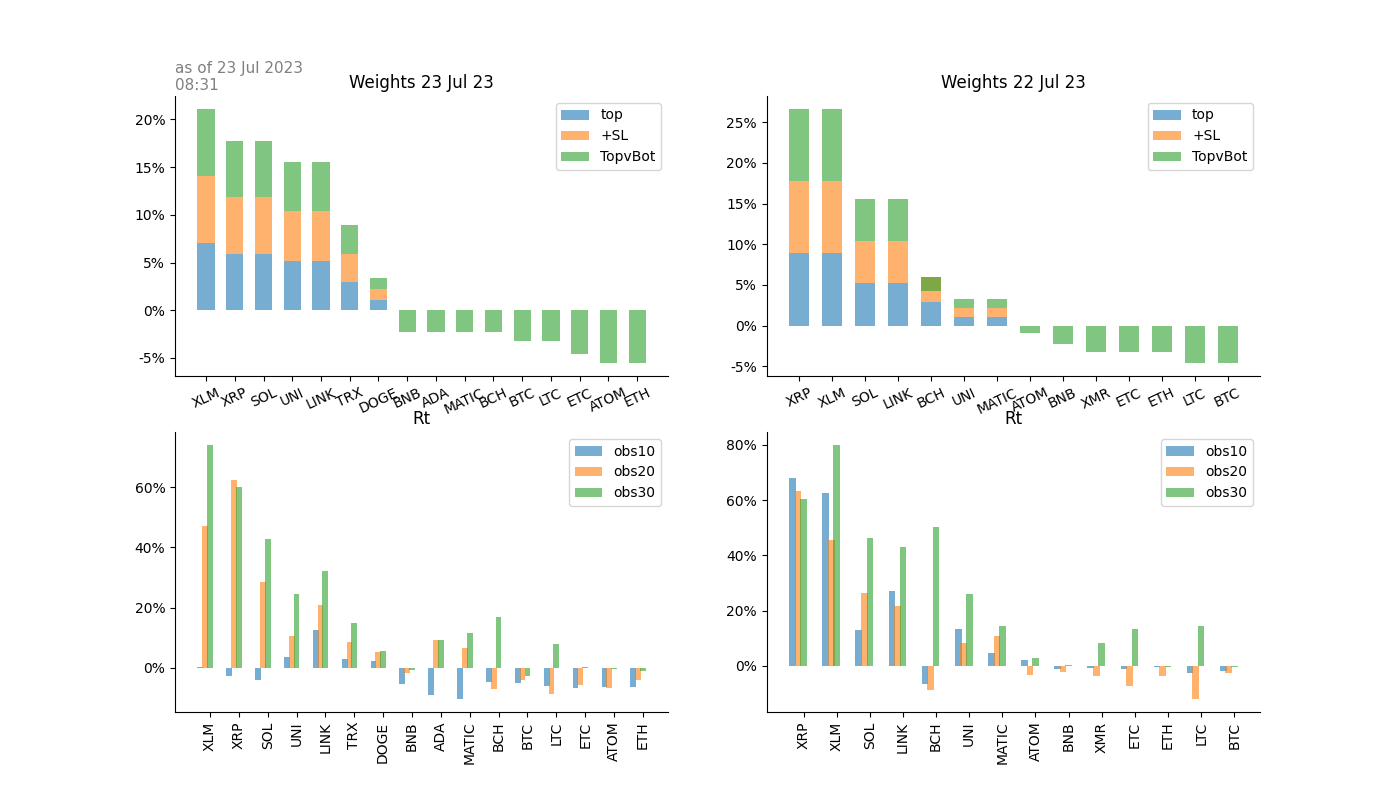 as of 23 Jul 2023
08:31
Weights 23 Jul 23
top
+SL
TopvBot
20%
15%
10%
5%
0%
-5%
XLM XRP SOL UNI LINK TRX DOGE BNB ADA MATIC BCH BTC LTC ETC ATOM ETH
Weights 22 Jul 23
top
+SL
TopvBot
25%
20%
15%
10%
5%
0%
-5%
XRP XLM SOL LINK BCH UNI MATIC ATOM BNB XMR ETC ETH LTC BTC
Rt
obs10
obs20
obs30
60%
40%
20%
0%
XLM XRP SOL UNI LINK TRX DOGE BNB ADA MATIC BCH BTC LTC ETC ATOM ETH
Rt
obs10
obs20
obs30
80%
60%
40%
20%
0%
XRP XLM SOL LINK BCH UNI MATIC ATOM BNB XMR ETC ETH LTC BTC